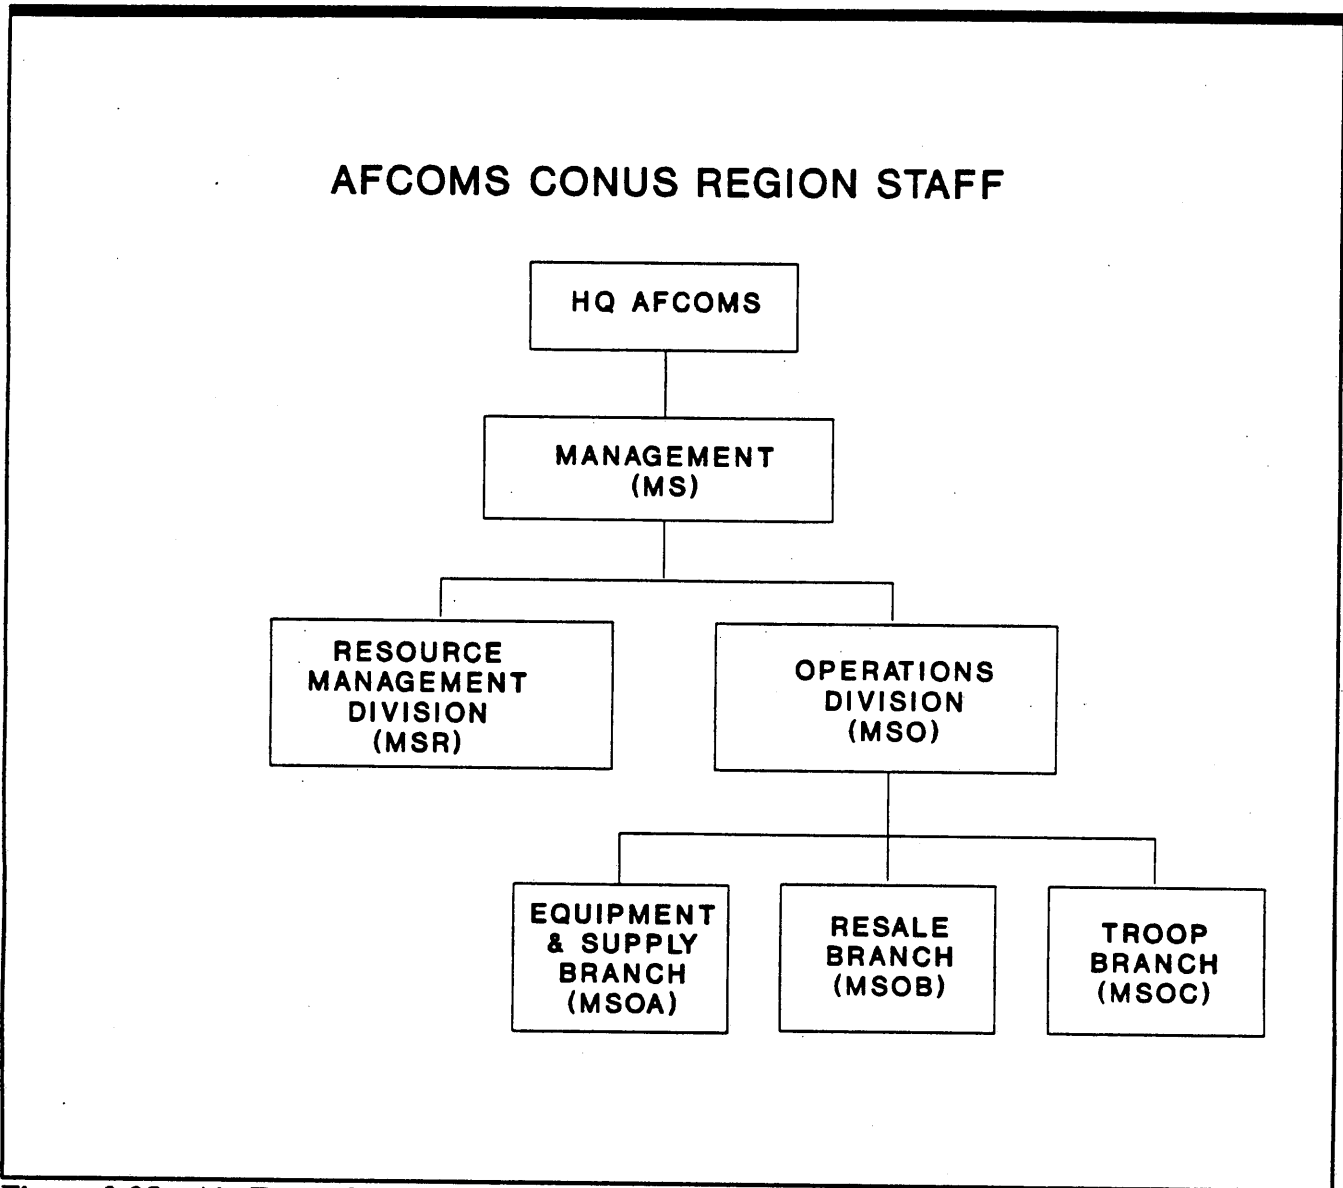 AFCOMS CONUS REGION STAFF
HQ AFCOMS
MANAGEMENT
(MS)
RESOURCE
MANAGEMENT
DIVISION
(MSR)
OPERATIONS
DIVISION
(MSO)
EQUIPMENT
& SUPPLY
BRANCH
(MSOA)
RESALE
BRANCH
(MSOB)
TROOP
BRANCH
(MSOC)